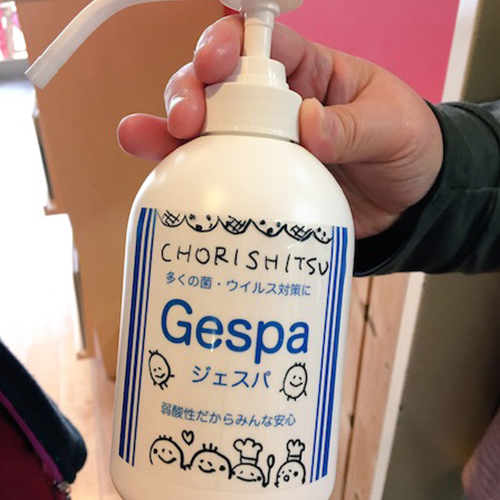 CHORISHITSU
多くの菌・ウイルス対策に
Gespa
ジェスパ
弱酸性だからみんな安心